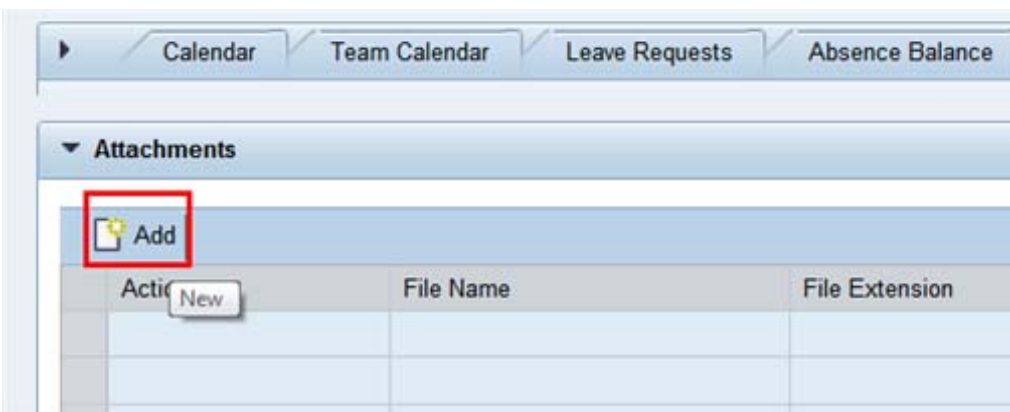 Calendar Team Calendar Leave Requests Absence Balance
Attachments
Add
File Name File Extension
New